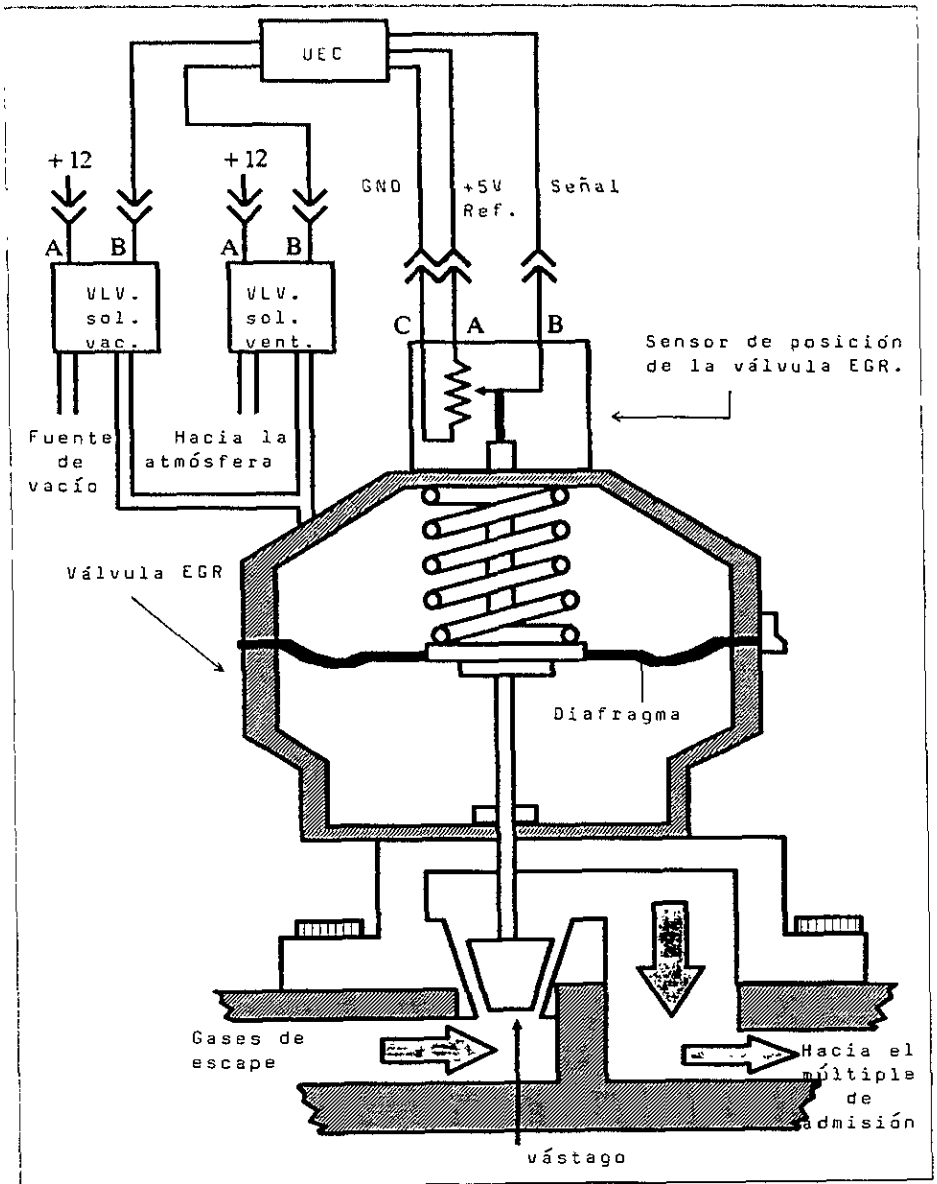 UEC
+12
+12
GND
+5V
Ref.
Señal
A
B
A
B
C
A
B
VLV.
sol.
vac.
VLV.
sol.
vent.
Sensor de posición
de la válvula EGR.
Fuente
de
vacío
Hacia la
atmósfera
Válvula EGR
Diafragma
Gases de
escape
Hacia el
múltiple
de
admisión
vástago